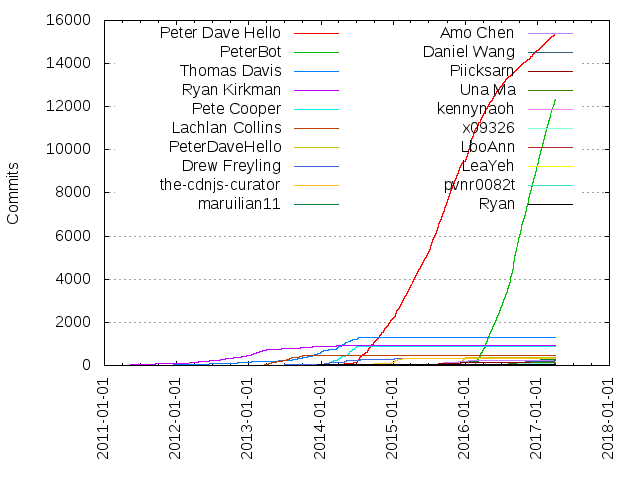 16000
14000
12000
10000
8000
6000
4000
2000
0
Commits
Peter Dave Hello
PeterBot
Thomas Davis
Ryan Kirkman
Pete Cooper
Lachlan Collins
PeterDaveHello
Drew Freyling
the-cdnjs-curator
maruilian11
Amo Chen
Daniel Wang
Piicksarn
Una Ma
kennynaoh
x09326
LboAnn
LeaYeh
pvnr0082t
Ryan
2011-01-01
2012-01-01
2013-01-01
2014-01-01
2015-01-01
2016-01-01
2017-01-01
2018-01-01